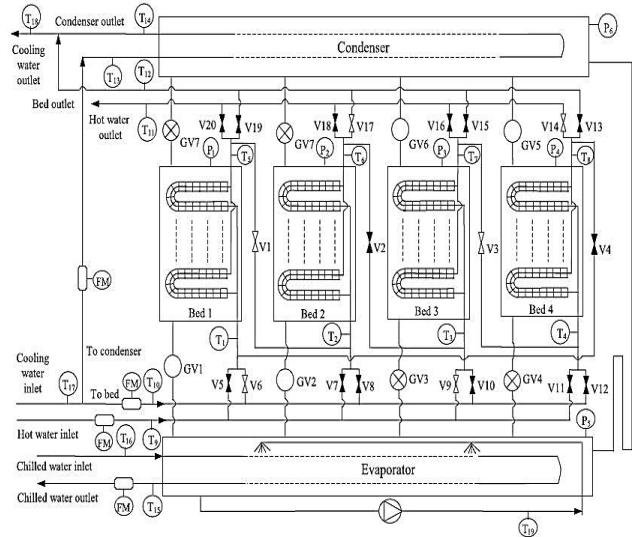 T18
Condenser outlet
T14
P6
Cooling
water
outlet
Condenser
T13
T12
Bed outlet
Hot water
outlet
T11
V20
V19
V18
V17
V16
V15
V14
V13
GV7
GV7
GV6
GV5
P1
T5
P2
T6
P3
T7
P4
T8
V1
V2
V3
V4
FM
Bed 1
Bed 2
Bed 3
Bed 4
T1
T2
T3
T4
To condenser
GV1
GV2
GV3
GV4
Cooling
water
inlet
T17
To bed
FM
T10
V5
V6
V7
V8
V9
V10
V11
V12
Hot water inlet
FM
T9
T16
P5
Chilled water inlet
Evaporator
Chilled water outlet
FM
T15
T19